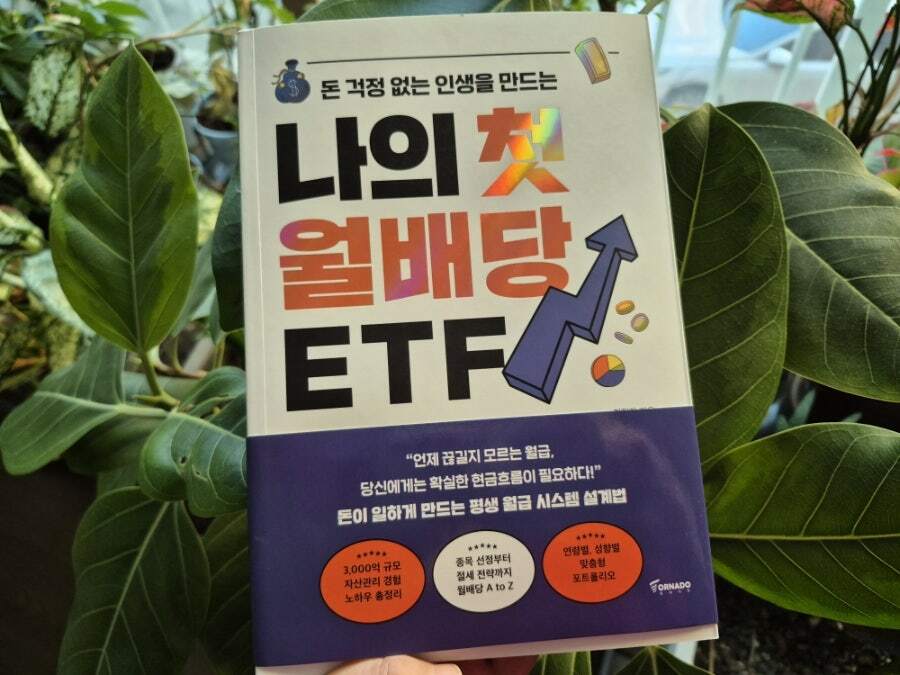 돈 걱정 없는 인생을 만드는
나의 첫
월배당
ETF
“언제 끊길지 모르는 월급,
당신에게는 확실한 현금흐름이 필요하다!”
돈이 일하게 만드는 평생 월급 시스템 설계법
3,000억 규모
자산관리 경험
노하우 총정리
종목 선정부터
절세 전략까지
월배당 A to Z
연령별, 성향별
맞춤형
포트폴리오
TORNADO